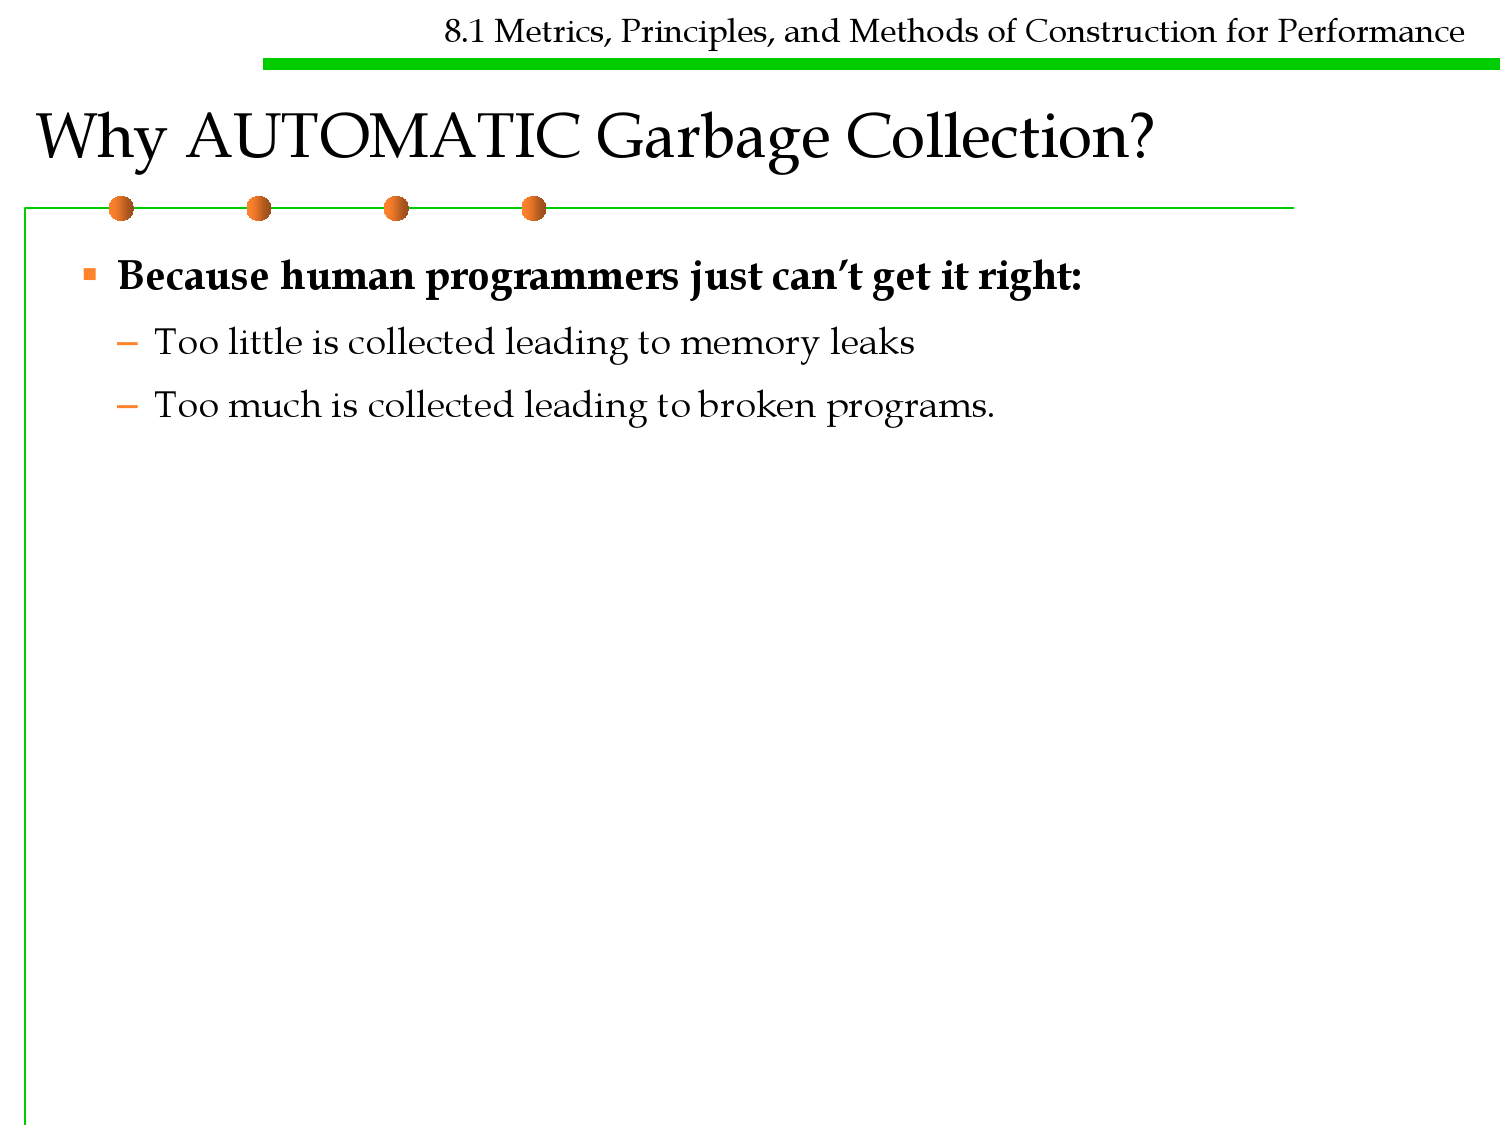 8.1 Metrics, Principles, and Methods of Construction for Performance
Why AUTOMATIC Garbage Collection?
▪ Because human programmers just can’t get it right:
– Too little is collected leading to memory leaks
– Too much is collected leading to broken programs.